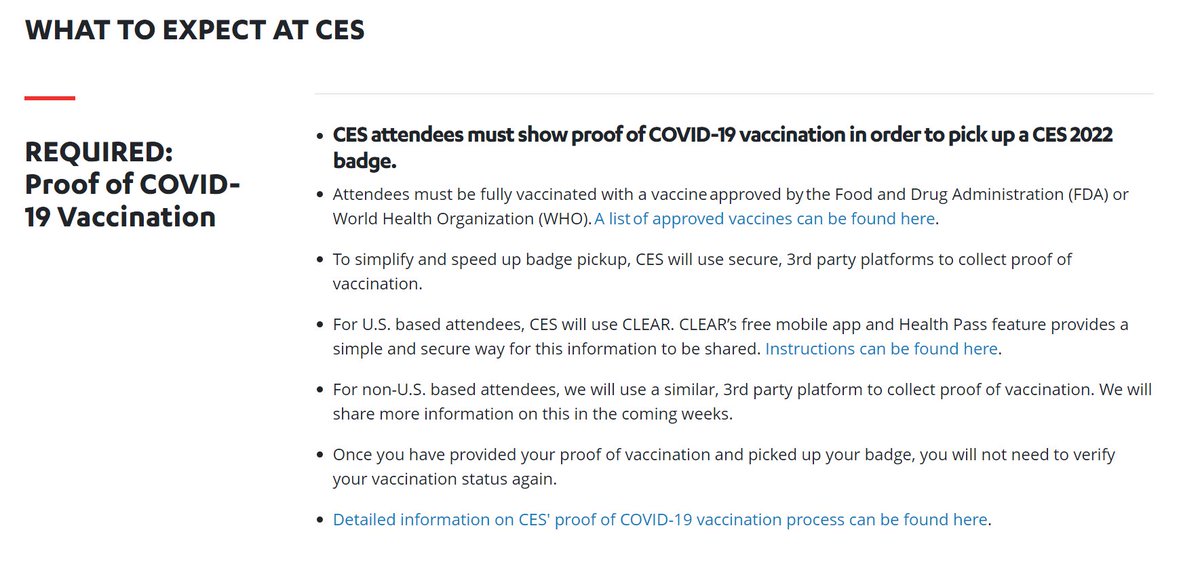 WHAT TO EXPECT AT CES
REQUIRED:
Proof of COVID-
19 Vaccination
• CES attendees must show proof of COVID-19 vaccination in order to pick up a CES 2022
badge.
• Attendees must be fully vaccinated with a vaccine approved by the Food and Drug Administration (FDA) or
World Health Organization (WHO). A list of approved vaccines can be found here.
• To simplify and speed up badge pickup, CES will use secure, 3rd party platforms to collect proof of
vaccination.
• For U.S. based attendees, CES will use CLEAR. CLEAR’s free mobile app and Health Pass feature provides a
simple and secure way for this information to be shared. Instructions can be found here.
• For non-U.S. based attendees, we will use a similar, 3rd party platform to collect proof of vaccination. We will
share more information on this in the coming weeks.
• Once you have provided your proof of vaccination and picked up your badge, you will not need to verify
your vaccination status again.
• Detailed information on CES' proof of COVID-19 vaccination process can be found here.